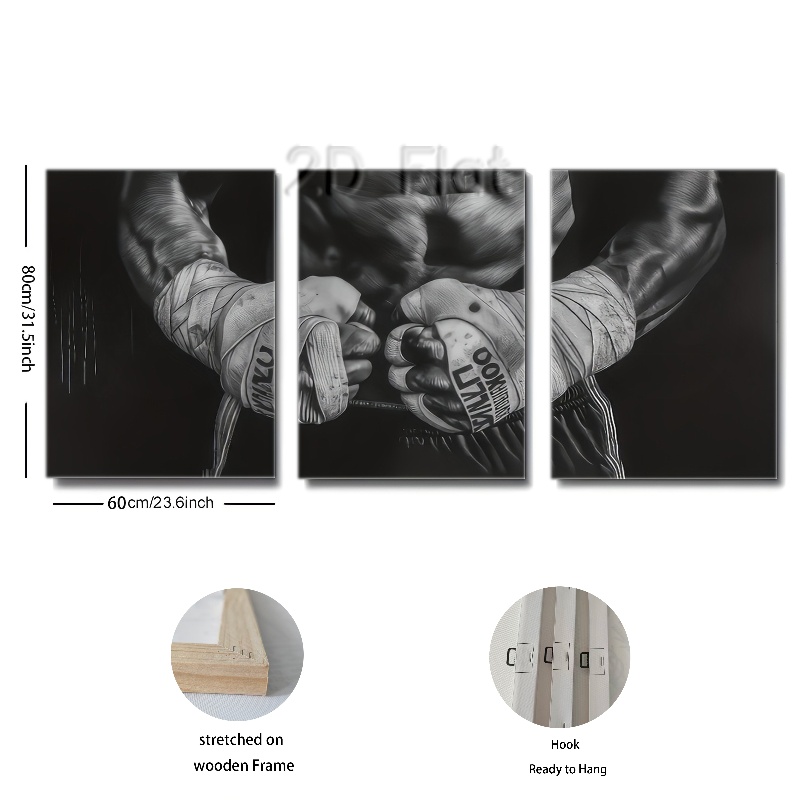 2D Flat
80cm/31.5inch
60cm/23.6inch
stretched on
wooden Frame
Hook
Ready to Hang